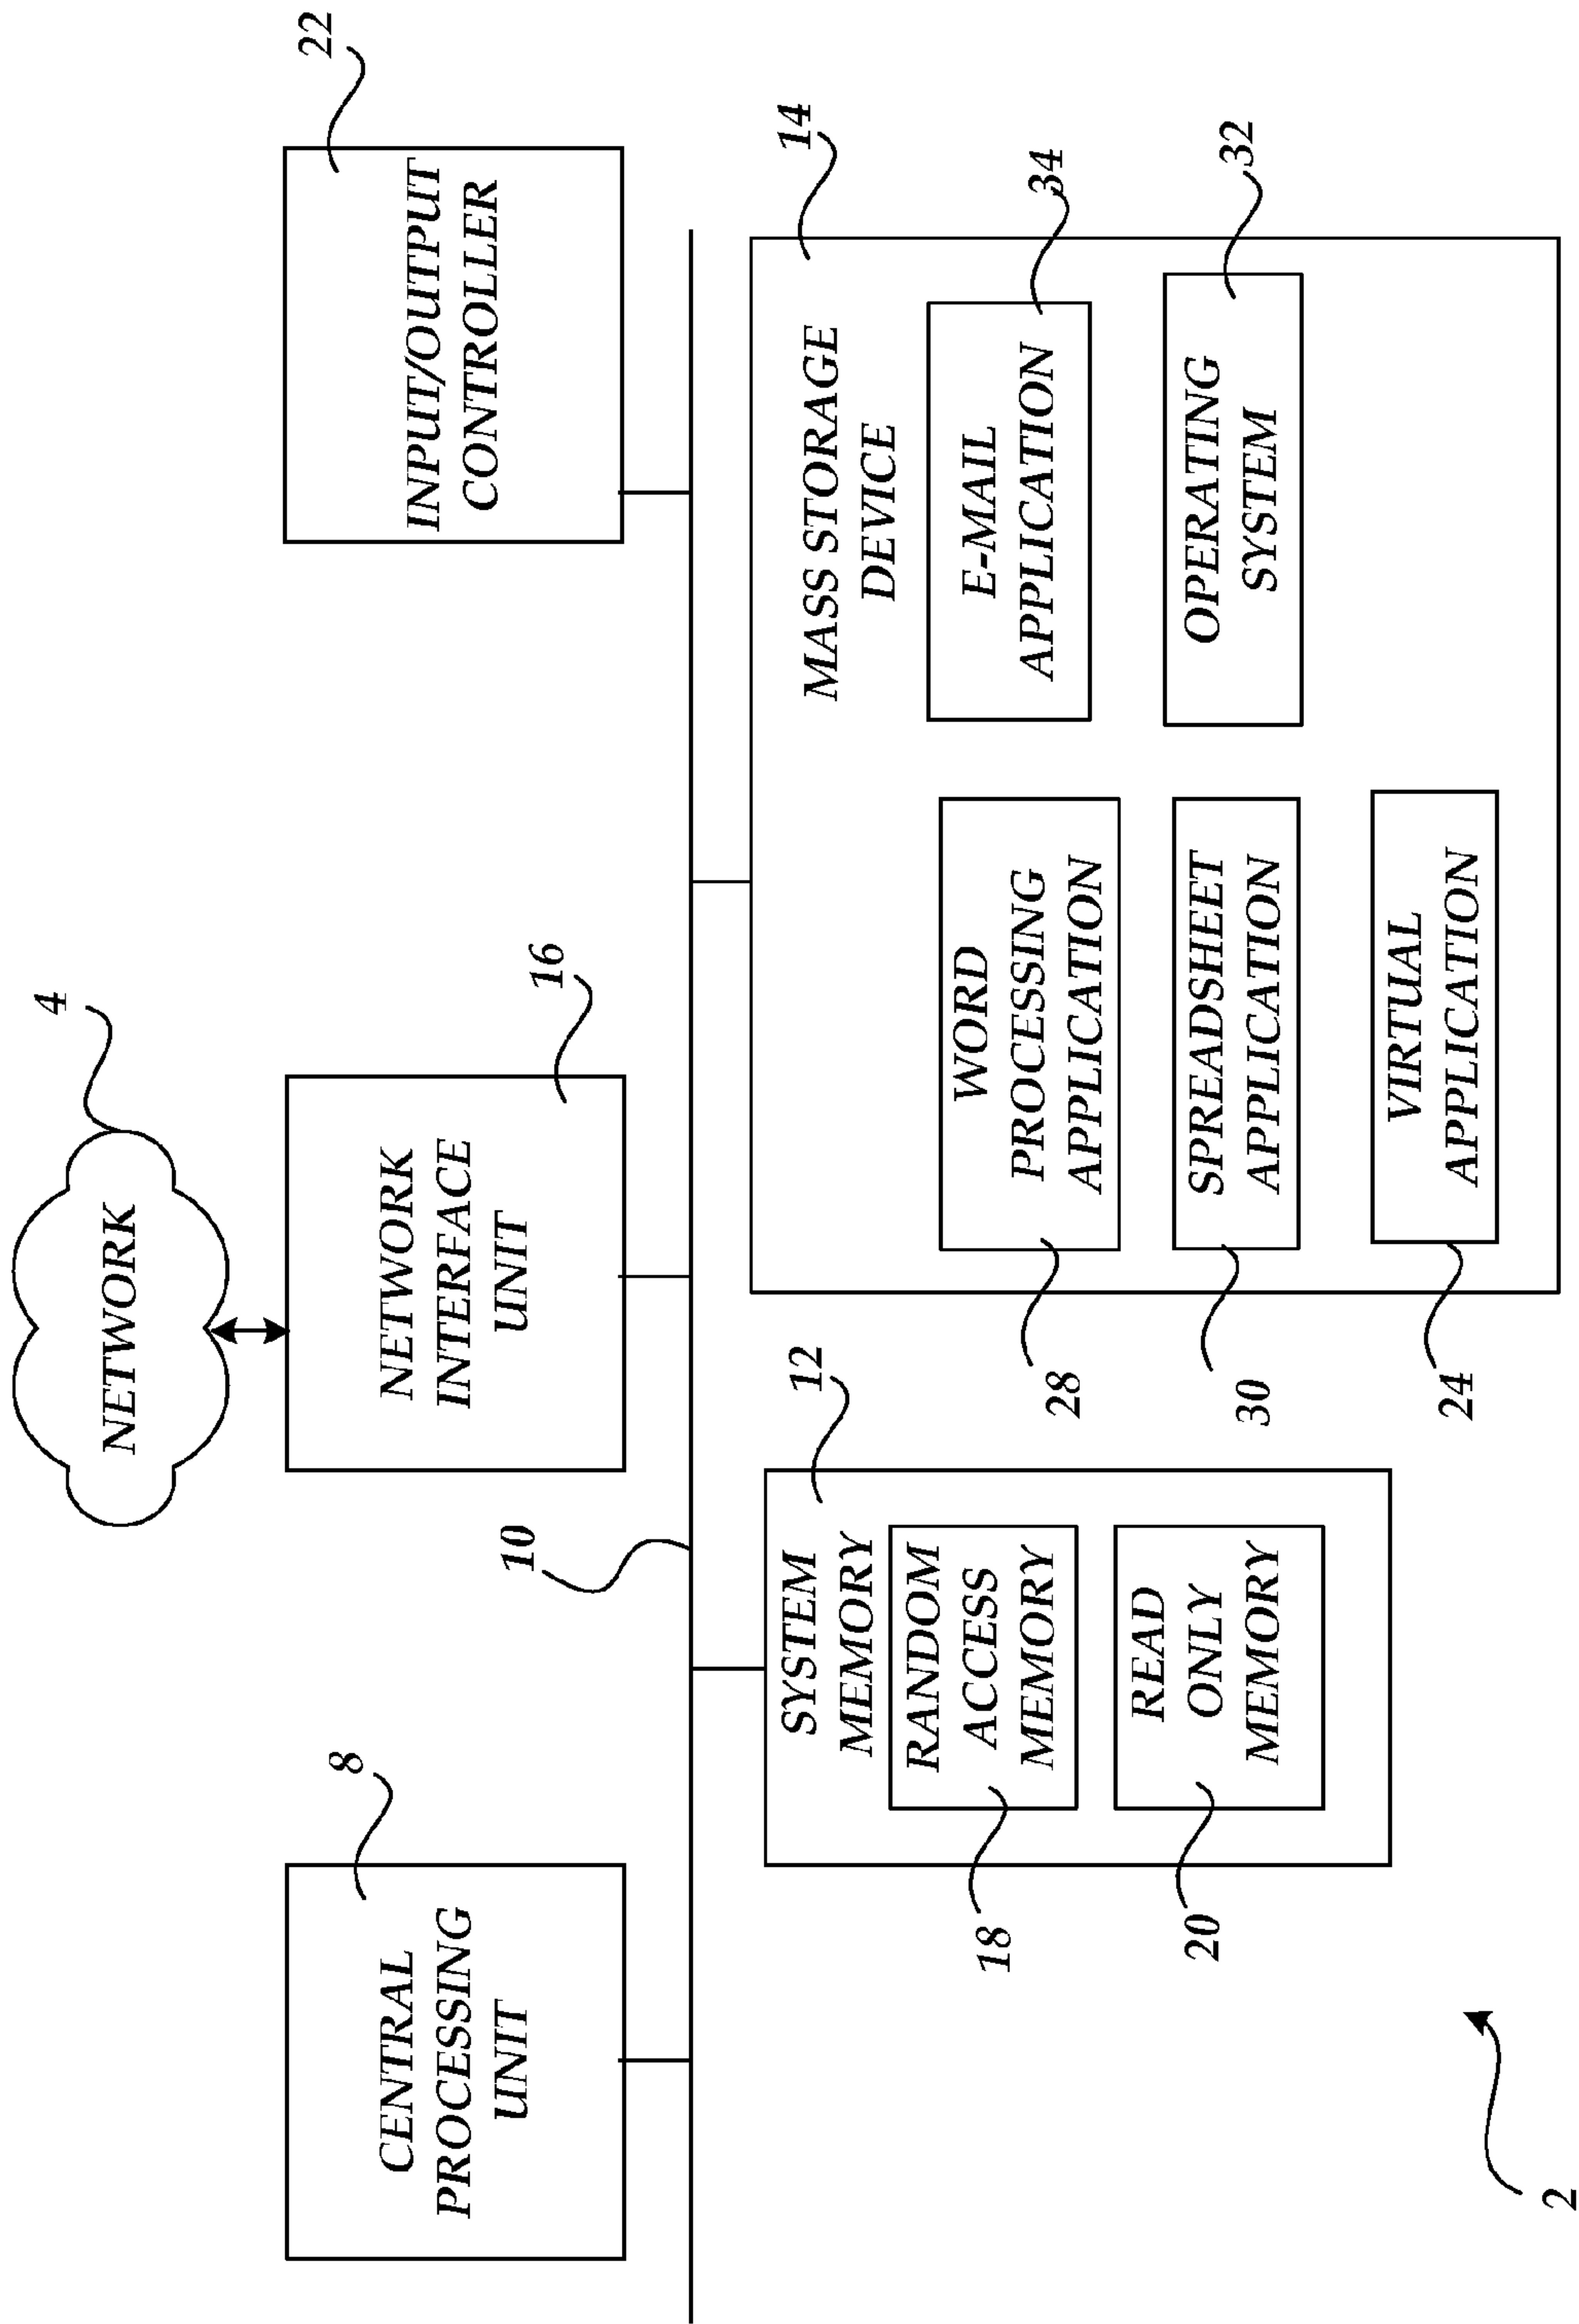 NETWORK
4
CENTRAL
PROCESSING
UNIT
8
NETWORK
INTERFACE
UNIT
16
INPUT/OUTPUT
CONTROLLER
22
10
SYSTEM
MEMORY
12
RANDOM
ACCESS
MEMORY
18
READ
ONLY
MEMORY
20
MASS STORAGE
DEVICE
14
WORD
PROCESSING
APPLICATION
28
E-MAIL
APPLICATION
34
SPREADSHEET
APPLICATION
30
OPERATING
SYSTEM
32
VIRTUAL
APPLICATION
24
2